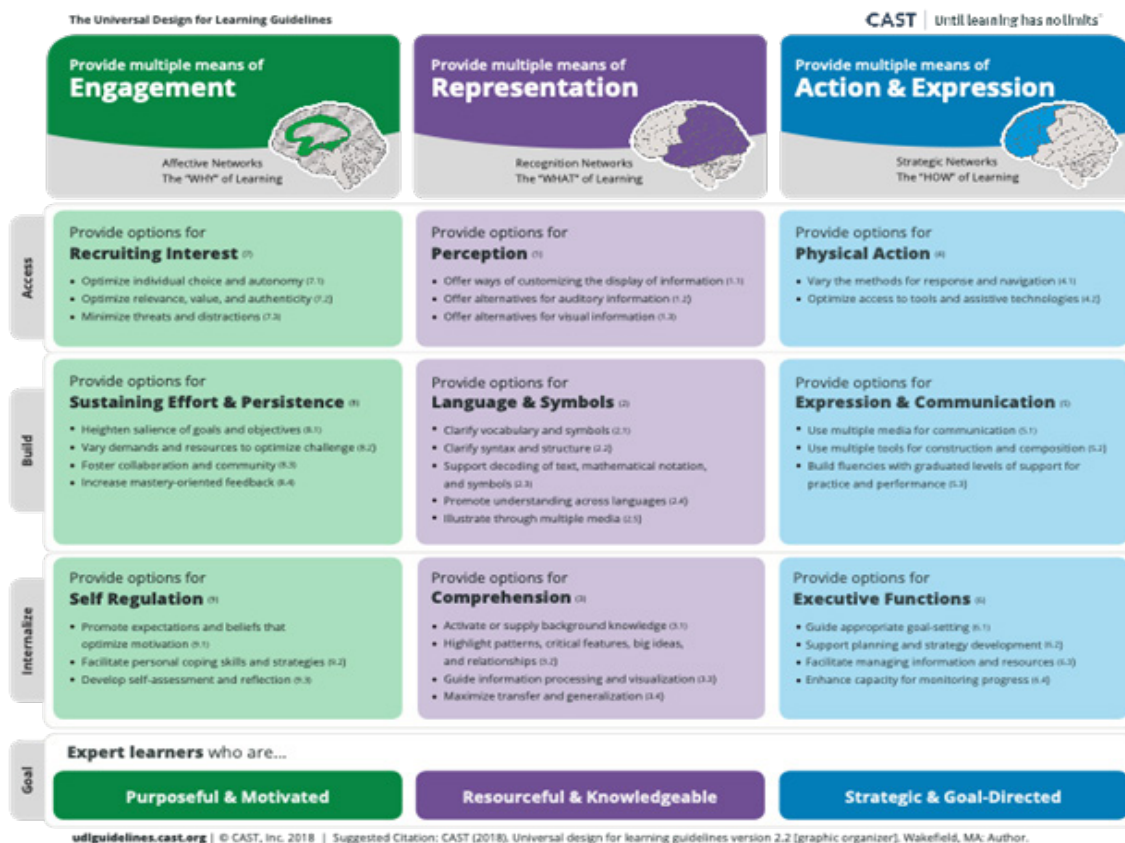 The Universal Design for Learning Guidelines
CAST | Until learning has no limits
Provide multiple means of
Engagement
Affective Networks
The "WHY" of Learning
Provide multiple means of
Representation
Recognition Networks
The "WHAT" of Learning
Provide multiple means of
Action & Expression
Strategic Networks
The "HOW" of Learning
Access
Provide options for
Recruiting Interest (7)
• Optimize individual choice and autonomy (7.1)
• Optimize relevance, value, and authenticity (7.2)
• Minimize threats and distractions (7.3)
Provide options for
Perception (1)
• Offer ways of customizing the display of information (1.1)
• Offer alternatives for auditory information (1.2)
• Offer alternatives for visual information (1.3)
Provide options for
Physical Action (4)
• Vary the methods for response and navigation (4.1)
• Optimize access to tools and assistive technologies (4.2)
Build
Provide options for
Sustaining Effort & Persistence (8)
• Heighten salience of goals and objectives (8.1)
• Vary demands and resources to optimize challenge (8.2)
• Foster collaboration and community (8.3)
• Increase mastery-oriented feedback (8.4)
Provide options for
Language & Symbols (2)
• Clarify vocabulary and symbols (2.1)
• Clarify syntax and structure (2.2)
• Support decoding of text, mathematical notation,
and symbols (2.3)
• Promote understanding across languages (2.4)
• Illustrate through multiple media (2.5)
Provide options for
Expression & Communication (5)
• Use multiple media for communication (5.1)
• Use multiple tools for construction and composition (5.2)
• Build fluencies with graduated levels of support for
practice and performance (5.3)
Internalize
Provide options for
Self Regulation (9)
• Promote expectations and beliefs that
optimize motivation (9.1)
• Facilitate personal coping skills and strategies (9.2)
• Develop self-assessment and reflection (9.3)
Provide options for
Comprehension (3)
• Activate or supply background knowledge (3.1)
• Highlight patterns, critical features, big ideas,
and relationships (3.2)
• Guide information processing and visualization (3.3)
• Maximize transfer and generalization (3.4)
Provide options for
Executive Functions (6)
• Guide appropriate goal-setting (6.1)
• Support planning and strategy development (6.2)
• Facilitate managing information and resources (6.3)
• Enhance capacity for monitoring progress (6.4)
Goal
Expert learners who are...
Purposeful & Motivated
Resourceful & Knowledgeable
Strategic & Goal-Directed
udlguidelines.cast.org | © CAST, Inc. 2018 | Suggested Citation: CAST (2018). Universal design for learning guidelines version 2.2 [graphic organizer]. Wakefield, MA: Author.